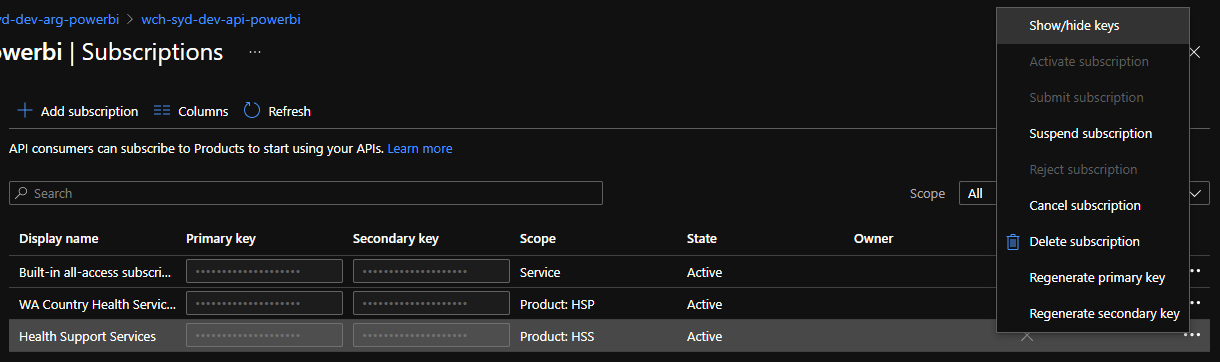 yd-dev-arg-powerbi > wch-syd-dev-api-powerbi
owerbi | Subscriptions ...
Add subscription Columns Refresh
API consumers can subscribe to Products to start using your APIs. Learn more
Search
Scope All
Display name Primary key Secondary key Scope State Owner
Built-in all-access subscri... •••••••••••••••••••• •••••••••••••••••••• Service Active
WA Country Health Servic... •••••••••••••••••••• •••••••••••••••••••• Product: HSP Active
Health Support Services •••••••••••••••••••• •••••••••••••••••••• Product: HSS Active
Show/hide keys
Activate subscription
Submit subscription
Suspend subscription
Reject subscription
Cancel subscription
Delete subscription
Regenerate primary key
Regenerate secondary key